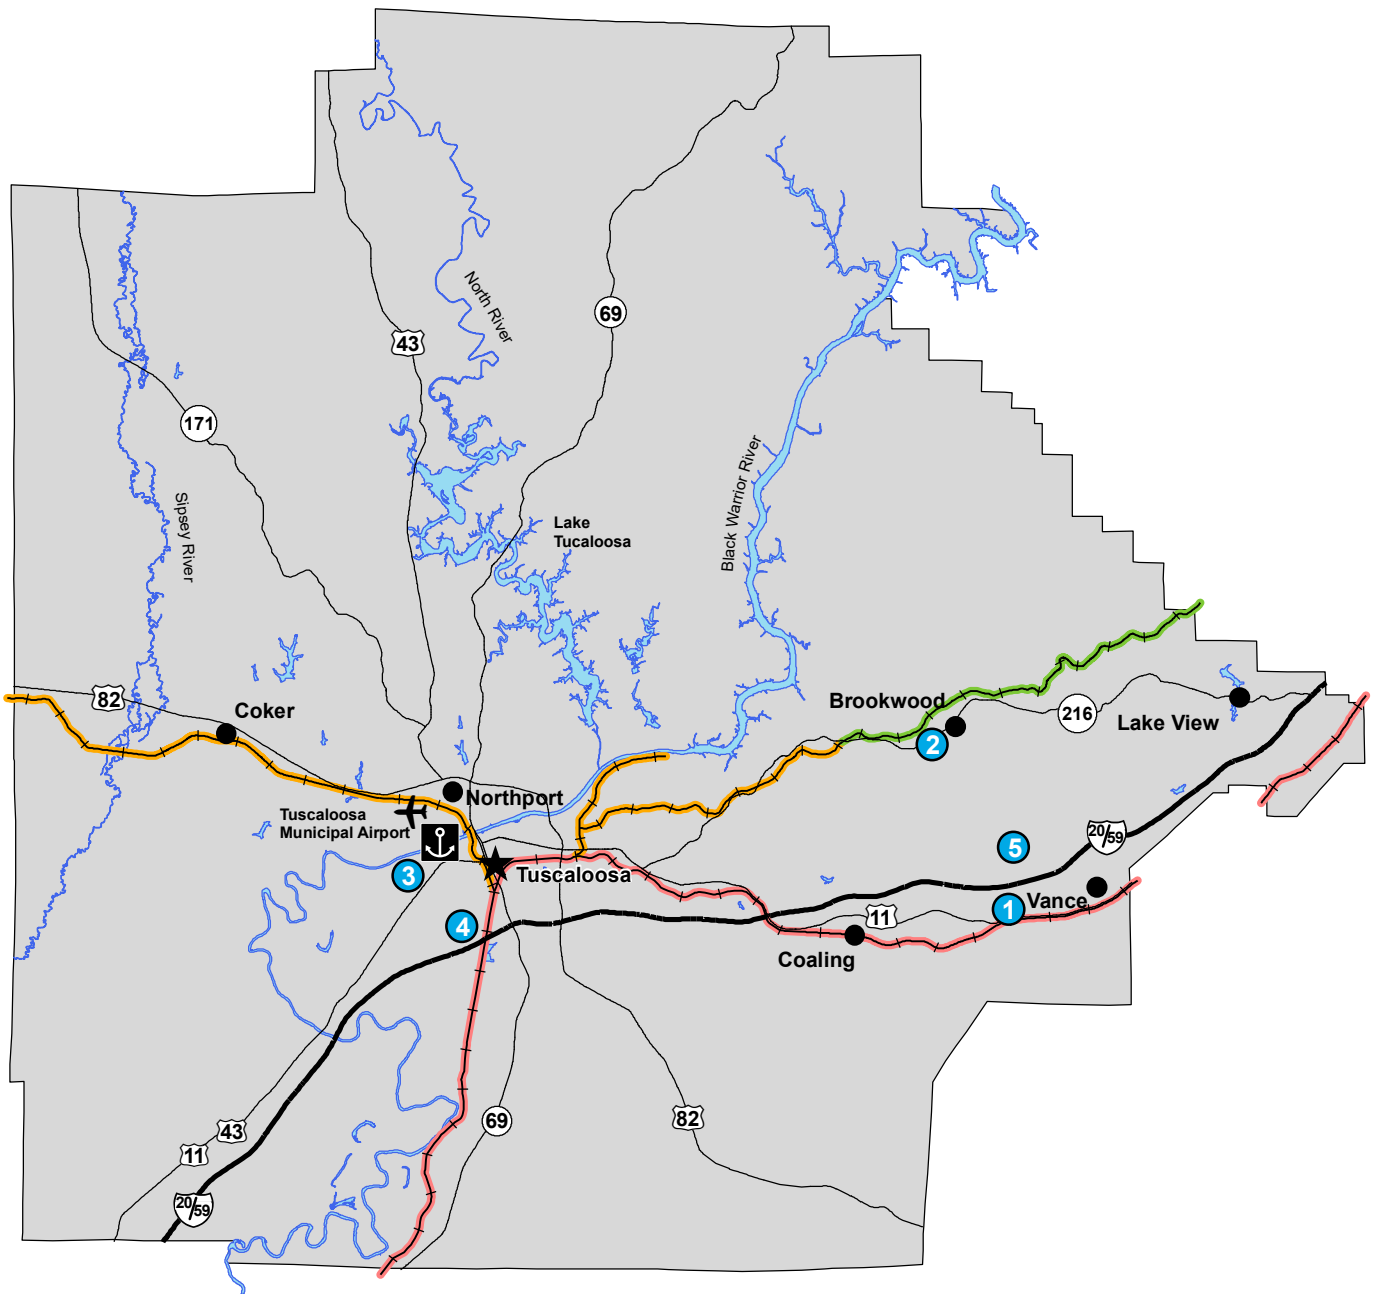 North River
69
43
171
Sipsey River
Black Warrior River
Lake
Tucaloosa
82
Coker
Brookwood
216
Lake View
2
Northport
Tuscaloosa
Municipal Airport
20/59
5
3
Tuscaloosa
Vance
1
11
4
Coaling
69
82
43
11
20/59